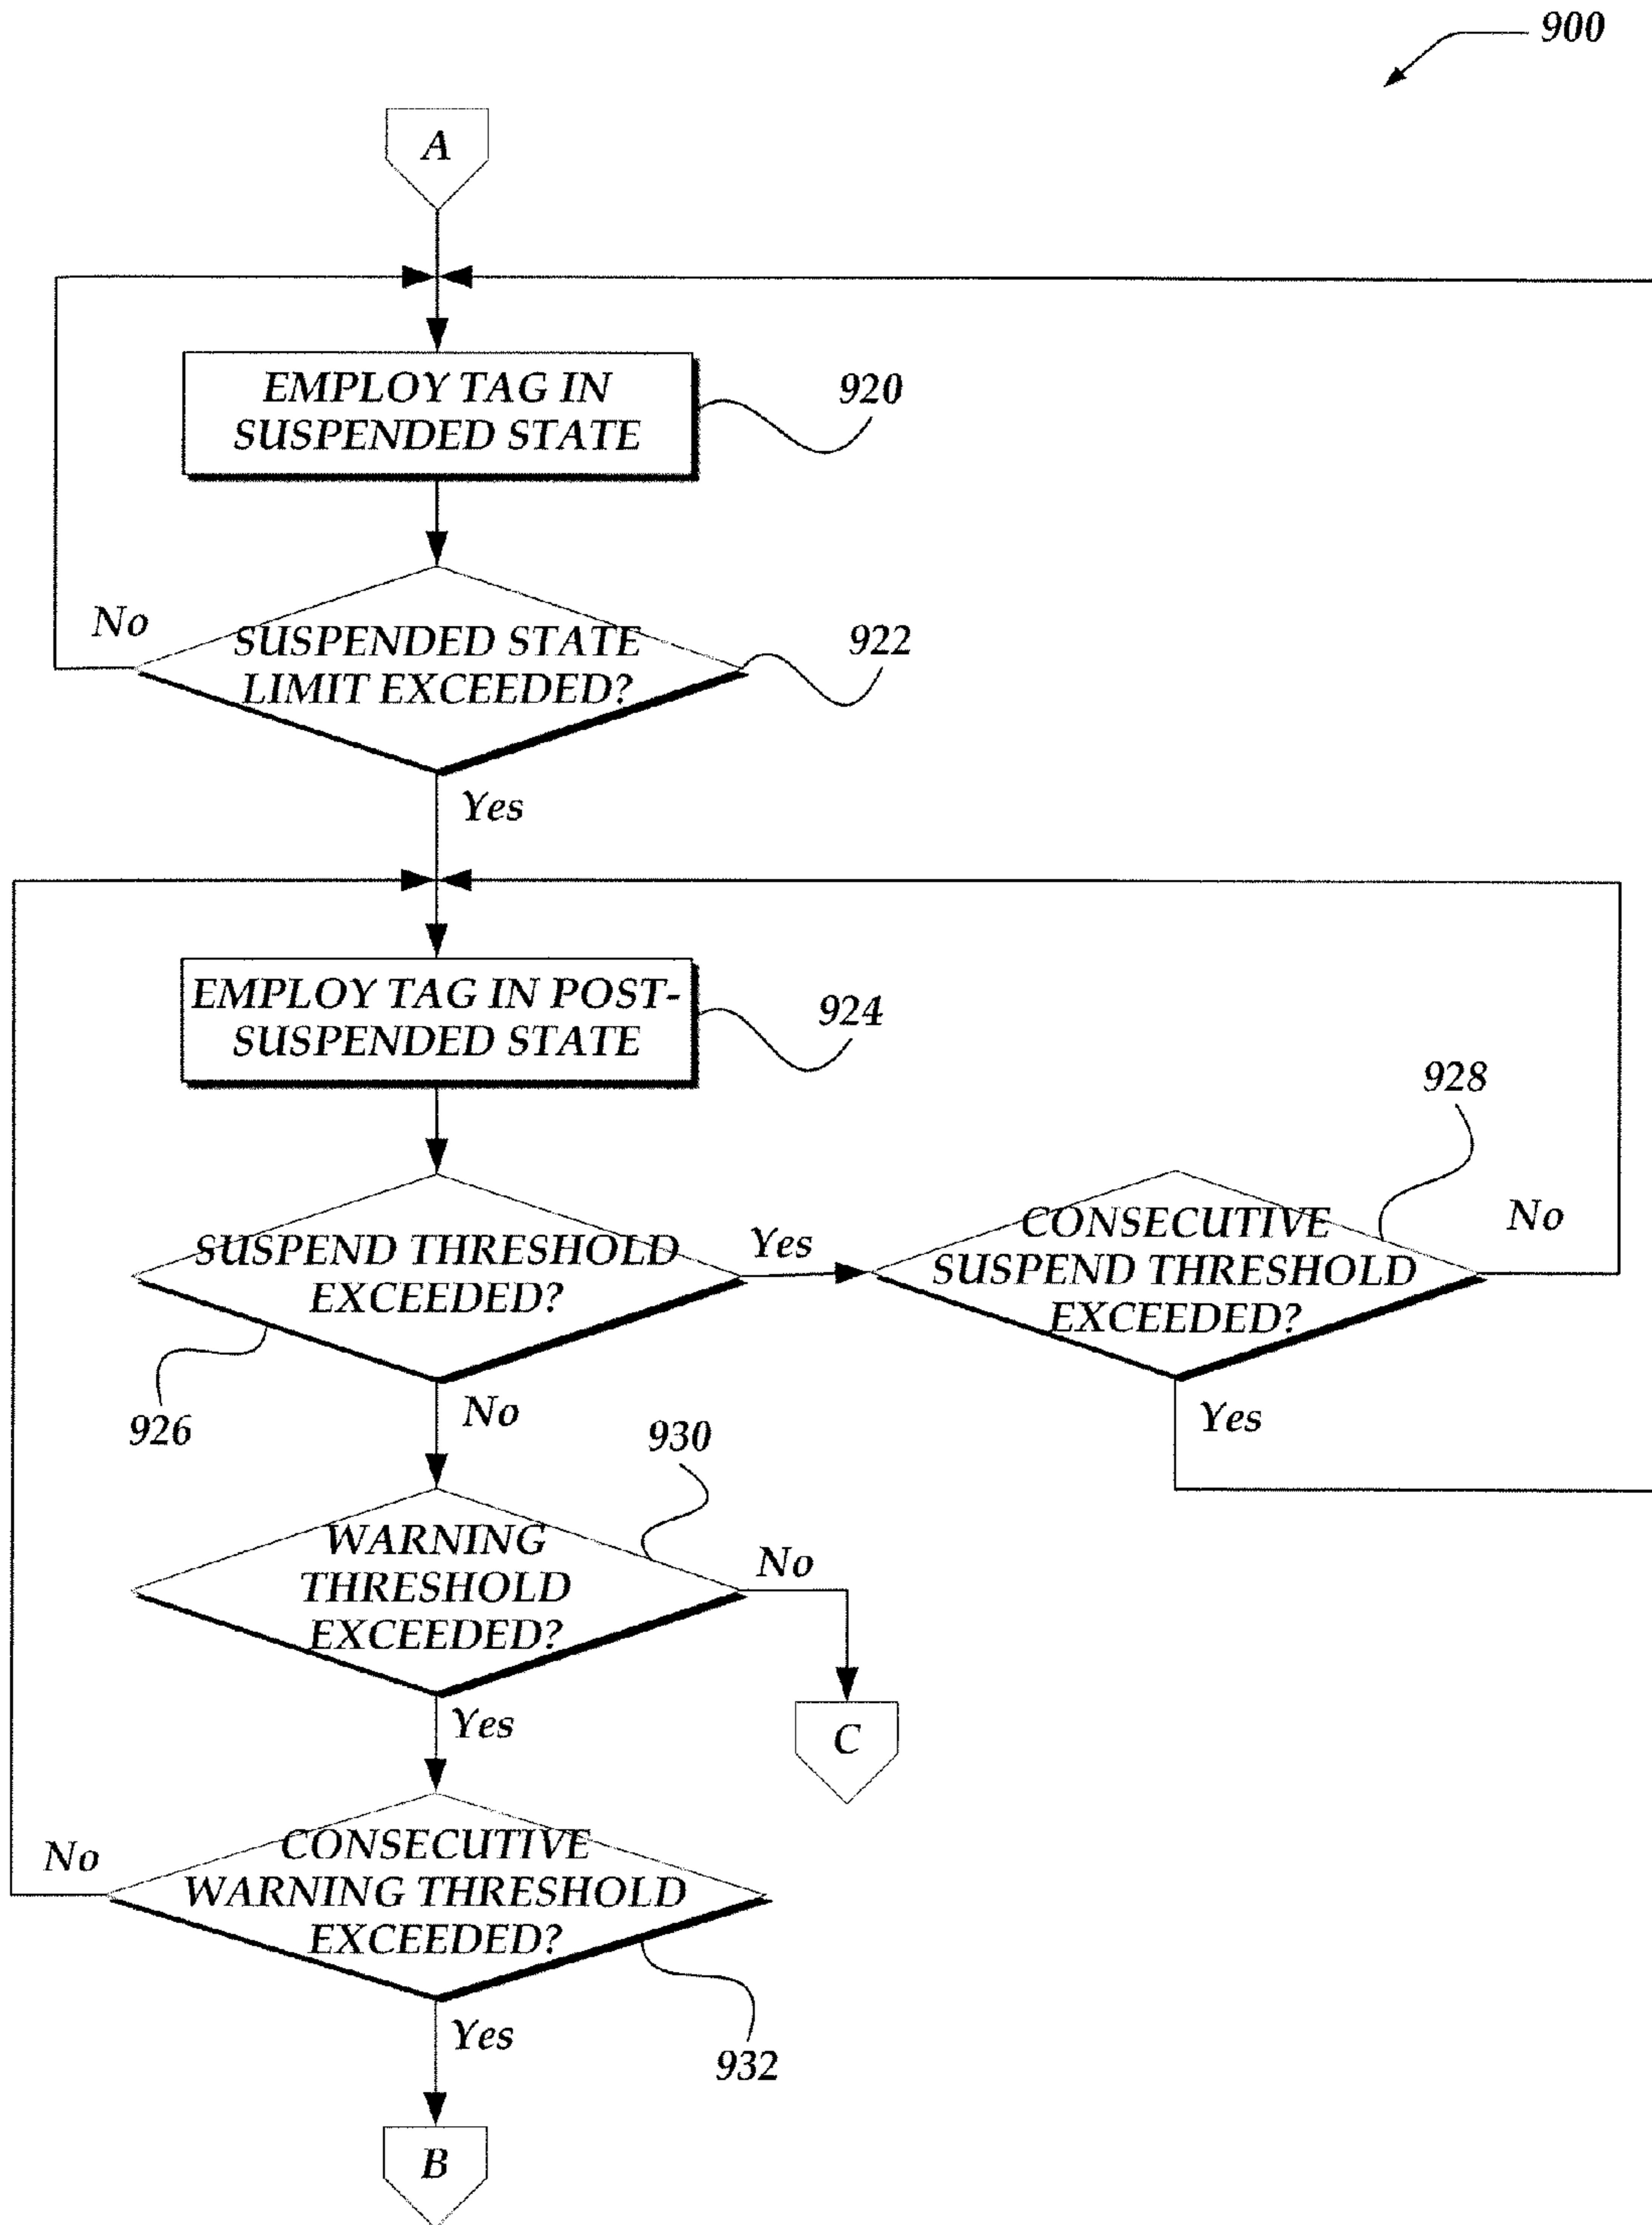 900
A
EMPLOY TAG IN
SUSPENDED STATE
920
No
SUSPENDED STATE
LIMIT EXCEEDED?
922
Yes
EMPLOY TAG IN POST-
SUSPENDED STATE
924
928
SUSPEND THRESHOLD
EXCEEDED?
Yes
CONSECUTIVE
SUSPEND THRESHOLD
EXCEEDED?
No
926
No
Yes
930
WARNING
THRESHOLD
EXCEEDED?
No
C
Yes
No
CONSECUTIVE
WARNING THRESHOLD
EXCEEDED?
Yes
932
B